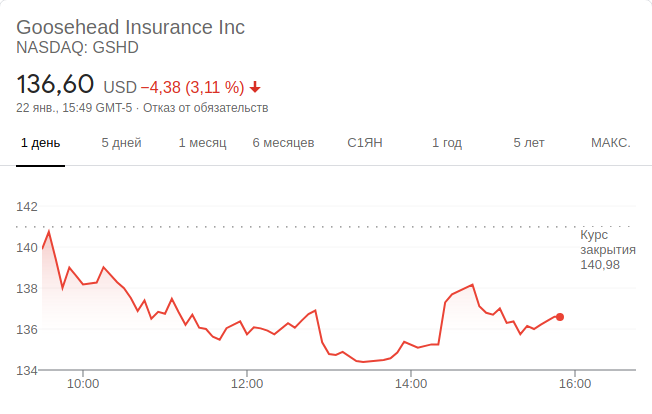 Goosehead Insurance Inc
NASDAQ: GSHD
136,60 USD −4,38 (3,11 %)
22 янв., 15:49 GMT-5 · Отказ от обязательств
1 день 5 дней 1 месяц 6 месяцев С1ЯН 1 год 5 лет МАКС.
142
140
138
136
134
Курс
закрытия
140,98
10:00 12:00 14:00 16:00